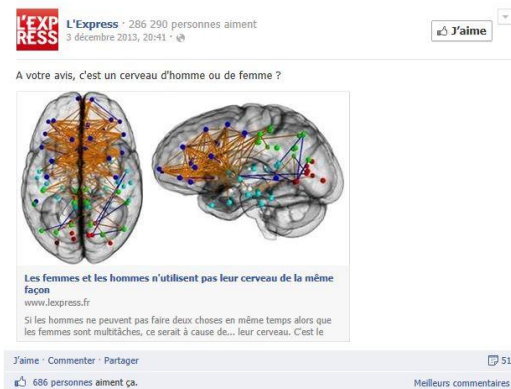 L'EXP
RESS
L'Express · 286 290 personnes aiment
3 décembre 2013, 20:41 ·
J'aime
A votre avis, c'est un cerveau d'homme ou de femme ?
Les femmes et les hommes n'utilisent pas leur cerveau de la même
façon
www.lexpress.fr
Si les hommes ne peuvent pas faire deux choses en même temps alors que
les femmes sont multitâches, ce serait à cause de... leur cerveau. C'est le
J'aime · Commenter · Partager
51
686 personnes aiment ça.
Meilleurs commentaires